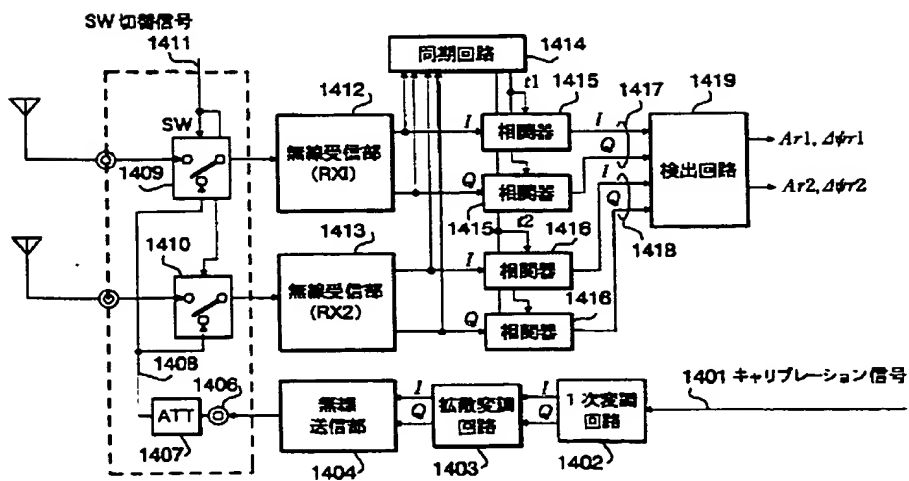 SW 切替信号
1411
同期回路
1414
t1
1415
1417
1419
1412
SW
無線受信部
(RX1)
I
相関器
I
Q
検出回路
Ar1, Δφr1
Ar2, Δφr2
1409
Q
相関器
I
Q
1415
t2
1416
1418
1413
1410
無線受信部
(RX2)
I
相関器
1416
Q
相関器
1408
1406
ATT
1407
無線
送信部
1404
I
Q
拡散変調
回路
1403
I
Q
1次変調
回路
1402
1401 キャリブレーション信号